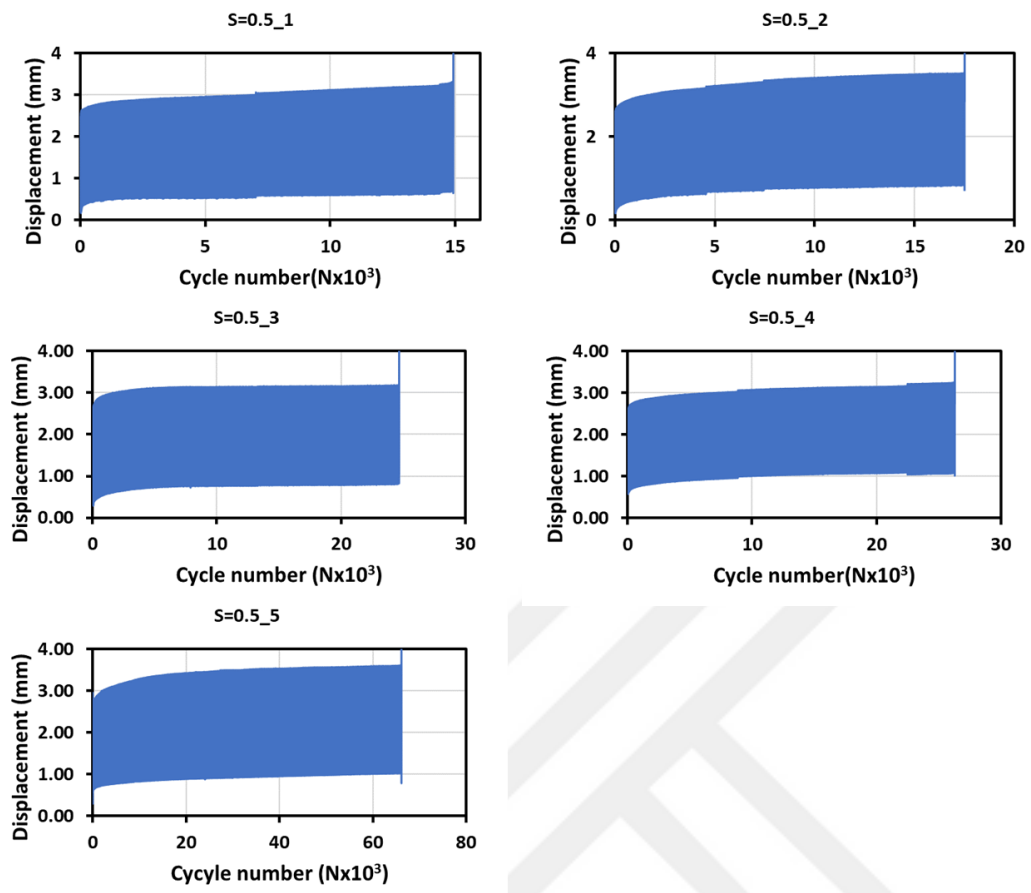 S=0.5_1
Displacement (mm)
4
3
2
1
0
0 5 10 15
Cycle number(Nx10³)
S=0.5_2
Displacement (mm)
4
3
2
1
0
0 5 10 15 20
Cycle number (Nx10³)
S=0.5_3
Displacement (mm)
4.00
3.00
2.00
1.00
0.00
0 10 20 30
Cycle number (Nx10³)
S=0.5_4
Displacement (mm)
4.00
3.00
2.00
1.00
0.00
0 10 20 30
Cycle number(Nx10³)
S=0.5_5
Displacement (mm)
4.00
3.00
2.00
1.00
0.00
0 20 40 60 80
Cycyle number (Nx10³)